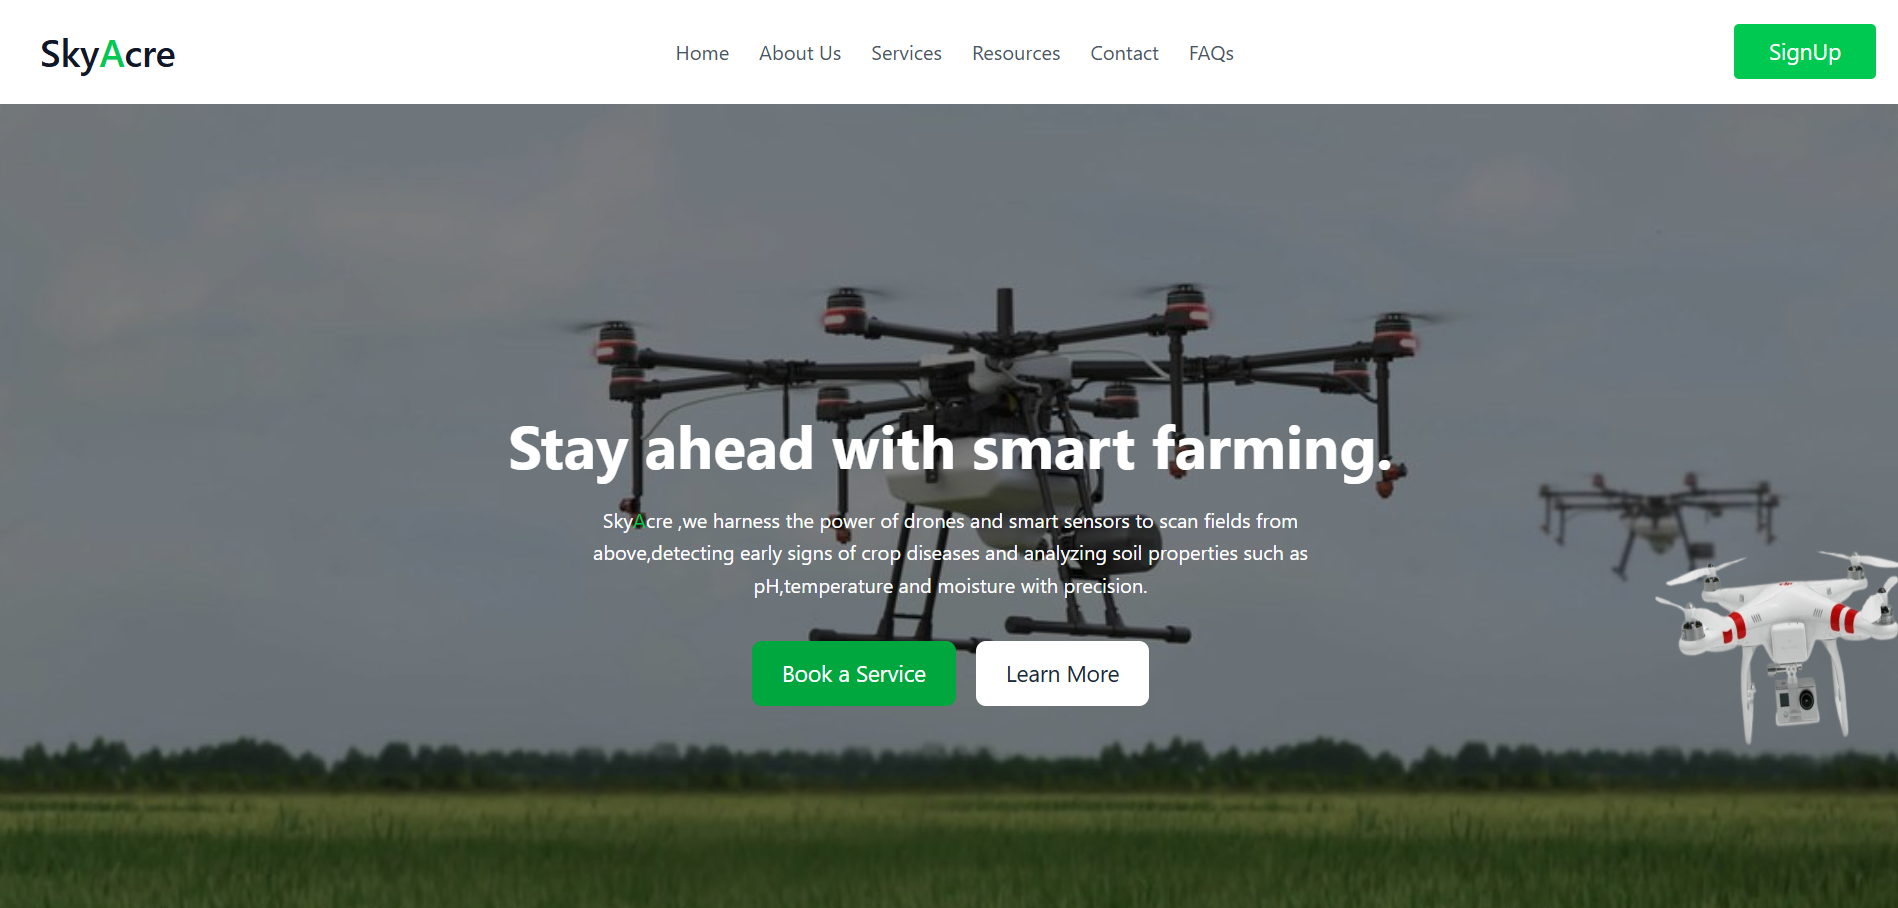 SkyAcre
Home About Us Services Resources Contact FAQs
SignUp
Stay ahead with smart farming.
SkyAcre ,we harness the power of drones and smart sensors to scan fields from
above,detecting early signs of crop diseases and analyzing soil properties such as
pH,temperature and moisture with precision.
Book a Service
Learn More